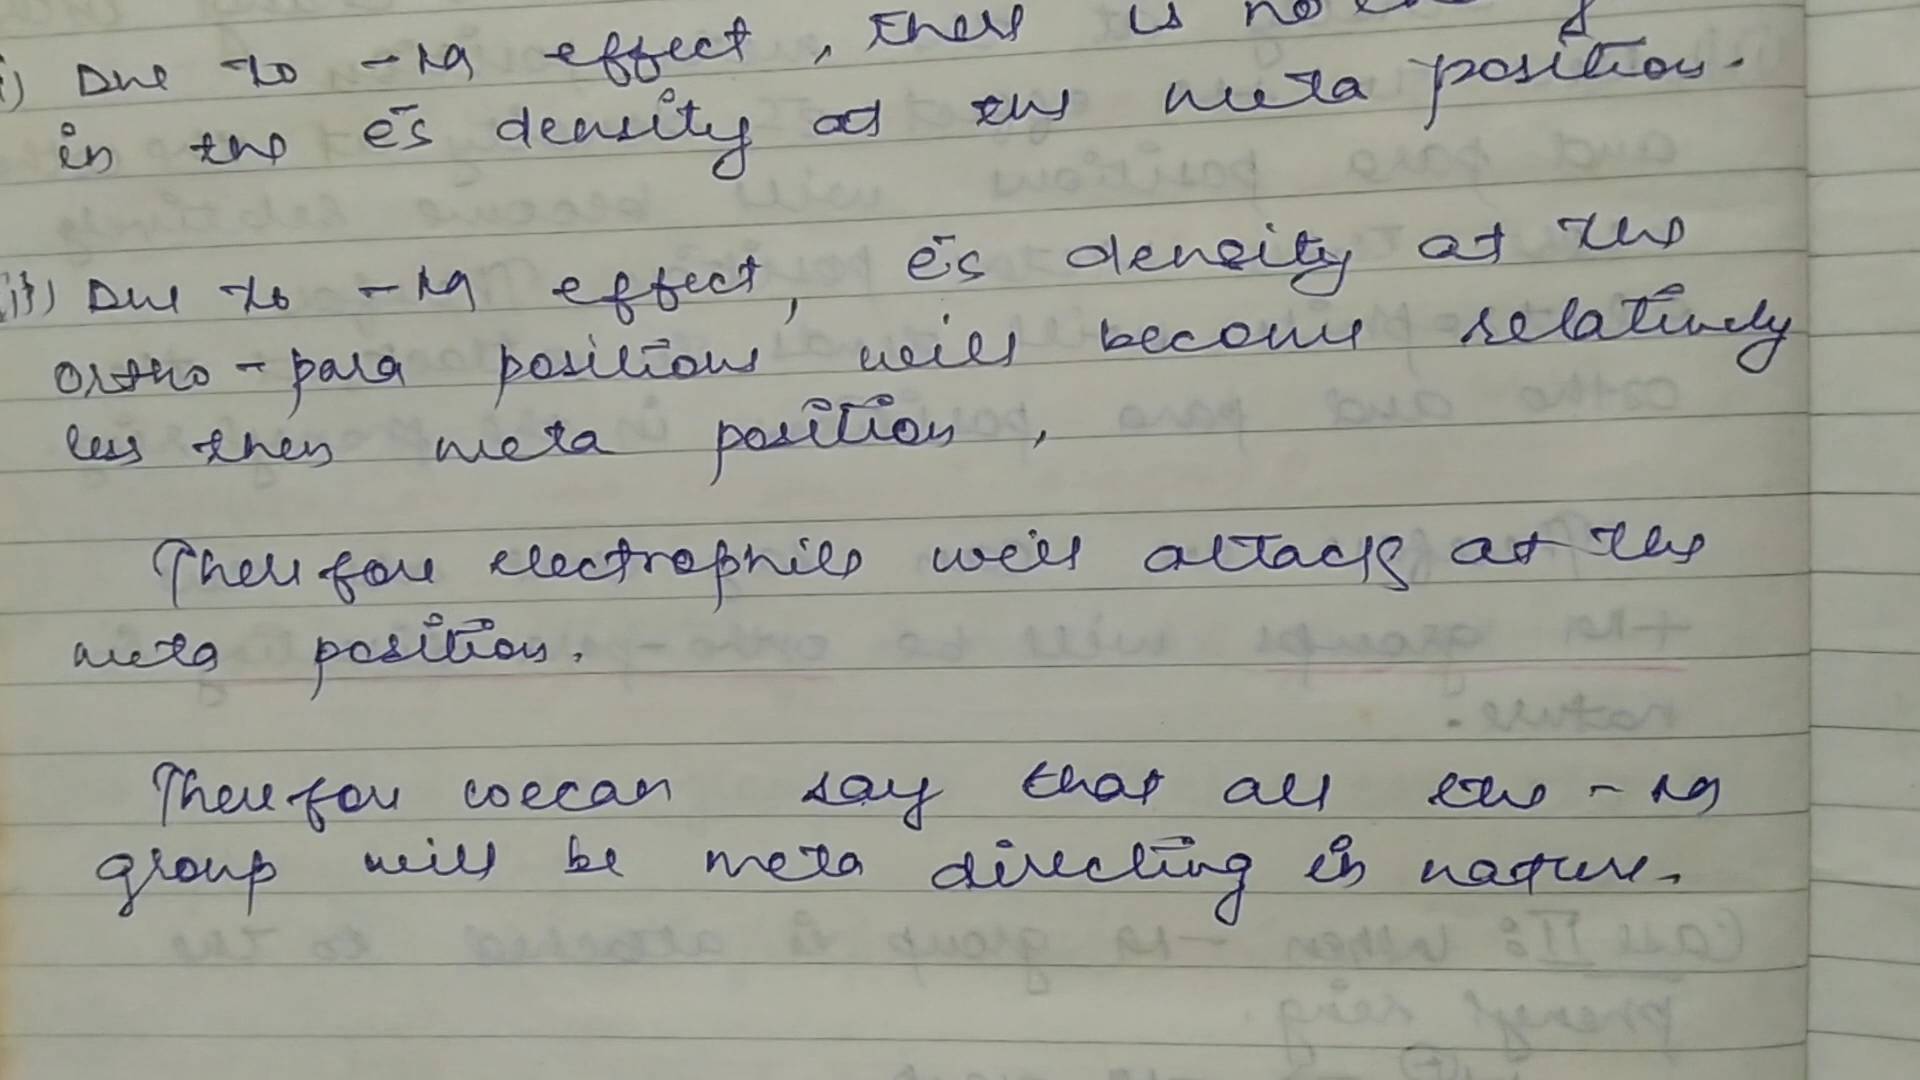 i) Due to -M effect, there is no
in the e⁻s density at the meta position.
ii) Due to -M effect, e⁻s density at the
ortho - para positions will become relatively
less then meta position,
Therefore electrophile will attack at the
meta position.
Therefore we can say that all the -M
group will be meta directing in nature.